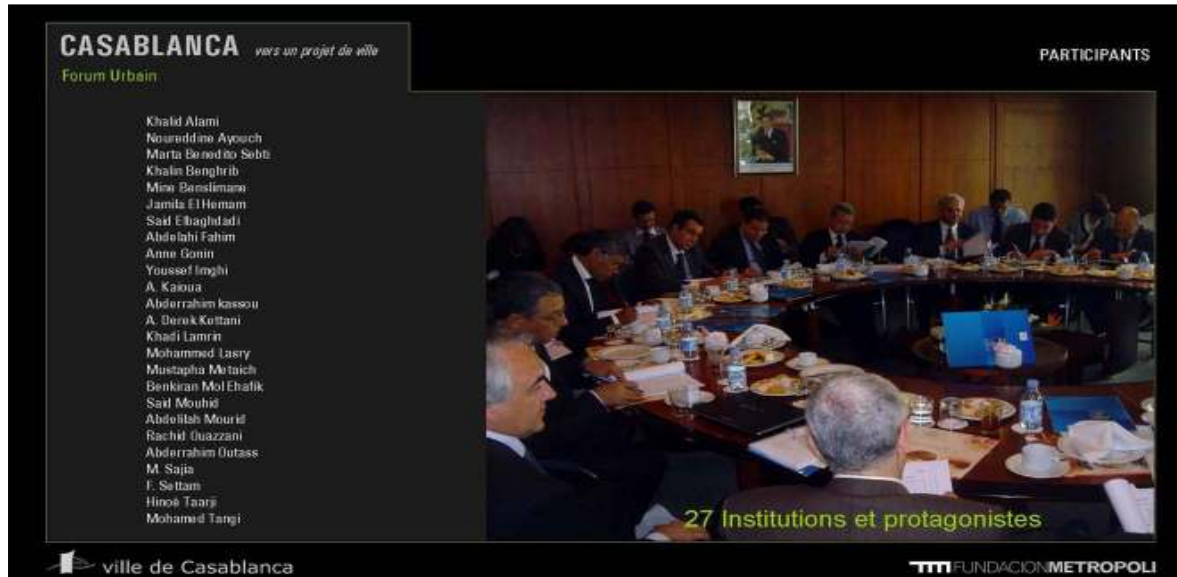 CASABLANCA vers un projet de ville
Forum Urbain
PARTICIPANTS
Khalid Alami
Noureddine Ayouch
Marta Benedito Sebti
Khalin Benghrib
Mine Benslimane
Jamila El Hemam
Said Elbaghdadi
Abdelahi Fahim
Anne Gonin
Youssef Imghi
A. Kaioua
Abderrahim kassou
A. Derek Kettani
Khadi Lamrin
Mohammed Lasry
Mustapha Metaich
Benkiran Mol Ehafik
Said Mouhid
Abdelilah Mourid
Rachid Ouazzani
Abderrahim Outass
M. Sajia
F. Settam
Hinoé Taarji
Mohamed Tangi
27 Institutions et protagonistes
ville de Casablanca
FUNDACIONMETROPOLI